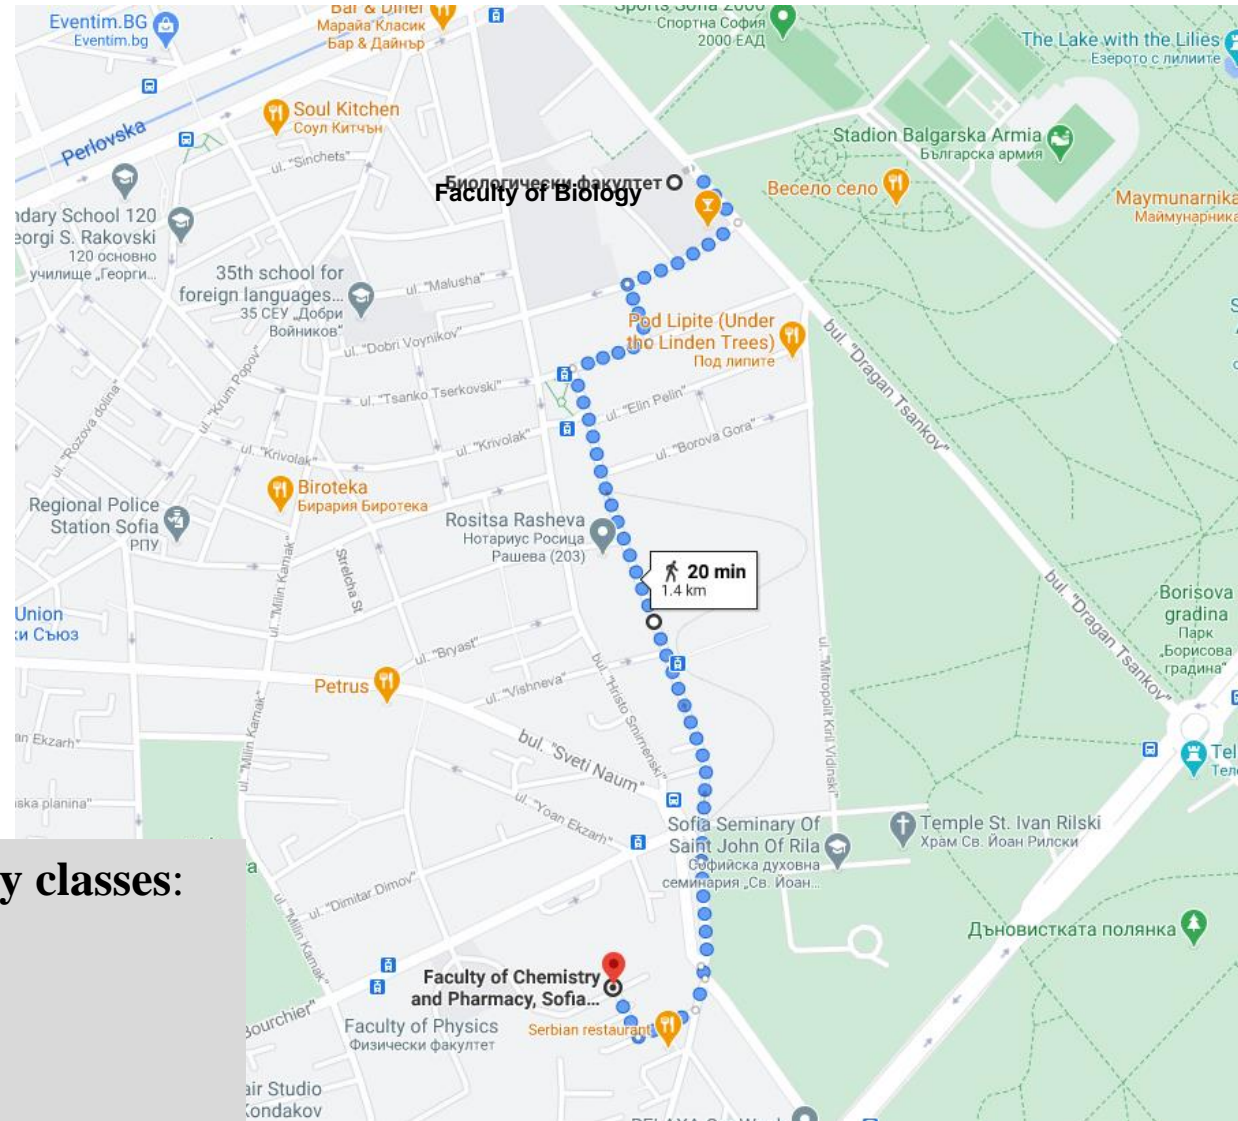 Eventim.BG
Eventim.bg
Bar & Diner
Марайа Класик
Бар & Дайнър
Sports Sofia 2000
Спортна София
2000 ЕАД
The Lake with the Lilies
Езерото с лилиите
Soul Kitchen
Соул Китчън
Perlovska
ul. "Sinchets"
Stadion Balgarska Armia
Българска армия
Биологически факултет
Faculty of Biology
Весело село
Maymunarnika
Маймунарника
ndary School 120
eorgi S. Rakovski
120 основно
училище „Георги...
35th school for
foreign languages...
35 СЕУ „Добри
Войников"
ul. "Malusha"
Pod Lipite (Under
the Linden Trees)
Под липите
ul. "Dobri Voynikov"
bul. "Dragan Tsankov"
ul. "Krum Popov"
ul. "Rozova dolina"
ul. "Tsanko Tserkovski"
ul. "Elin Pelin"
ul. "Krivolak"
ul. "Krivolak"
ul. "Borova Gora"
Biroteka
Бирария Биротека
Regional Police
Station Sofia
РПУ
Rositsa Rasheva
Нотариус Росица
Рашева (203)
20 min
1.4 km
Strelcha St
ul. "Milin Kamak"
bul. "Dragan Tsankov"
Borisova
gradina
Парк
„Борисова
градина"
Union
ки Съюз
ul. "Bryast"
ul. "Vishneva"
Petrus
bul. "Hristo Smirnenski"
ul. "Mitropolit Kiril Vidinski"
an Ekzarh"
ul. "Milin Kamak"
bul. "Sveti Naum"
Tel
Теле
ska planina"
ul. "Yoan Ekzarh"
Sofia Seminary Of
Saint John Of Rila
Софийска духовна
семинария „Св. Йоан...
Temple St. Ivan Rilski
Храм Св. Йоан Рилски
y classes:
a
ul. "Dimitar Dimov"
ul. "Milin Kamak"
Дъновистката полянка
Faculty of Chemistry
and Pharmacy, Sofia...
Bourchier"
Faculty of Physics
Физически факултет
Serbian restaurant
air Studio
Kondakov